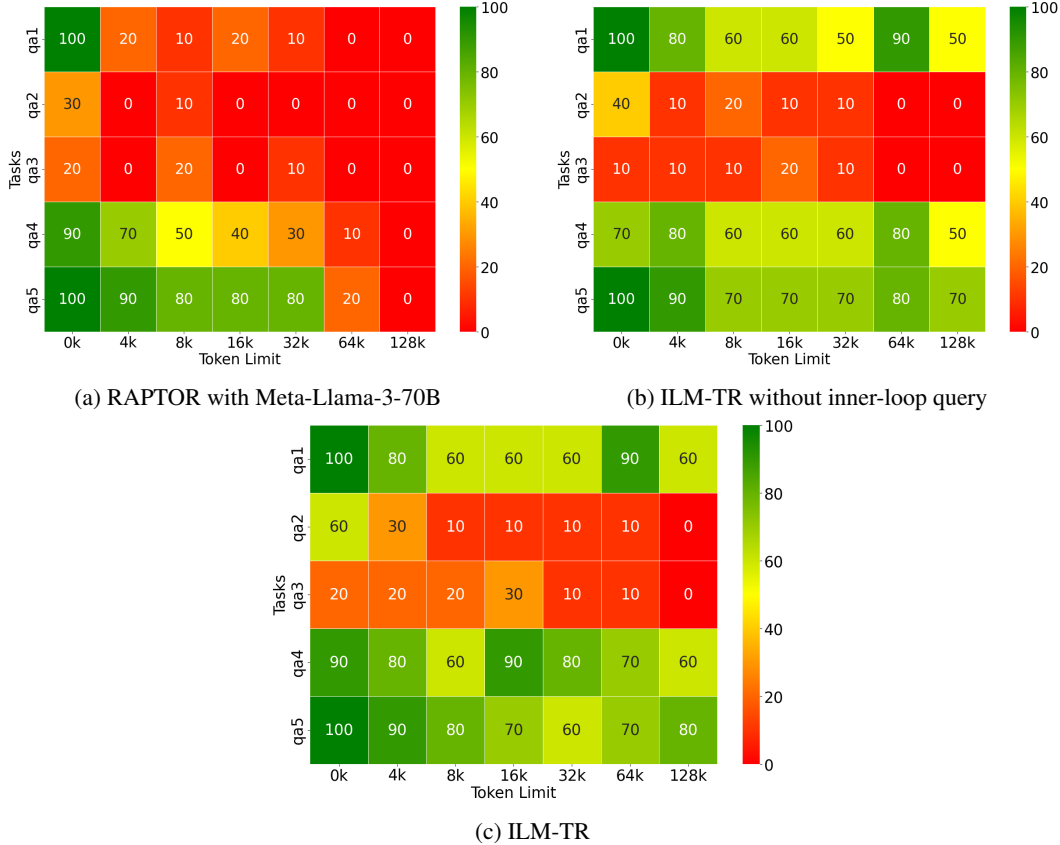 100
qa1 100 20 10 20 10 0 0
80
qa2 30 0 10 0 0 0 0
60
Tasks
qa3 20 0 20 0 10 0 0
40
qa4 90 70 50 40 30 10 0
20
qa5 100 90 80 80 80 20 0
0
0k 4k 8k 16k 32k 64k 128k
Token Limit
(a) RAPTOR with Meta-Llama-3-70B
100
qa1 100 80 60 60 50 90 50
80
qa2 40 10 20 10 10 0 0
60
Tasks
qa3 10 10 10 20 10 0 0
40
qa4 70 80 60 60 60 80 50
20
qa5 100 90 70 70 70 80 70
0
0k 4k 8k 16k 32k 64k 128k
Token Limit
(b) ILM-TR without inner-loop query
100
qa1 100 80 60 60 60 90 60
80
qa2 60 30 10 10 10 10 0
60
Tasks
qa3 20 20 20 30 10 10 0
40
qa4 90 80 60 90 80 70 60
20
qa5 100 90 80 70 60 70 80
0
0k 4k 8k 16k 32k 64k 128k
Token Limit
(c) ILM-TR